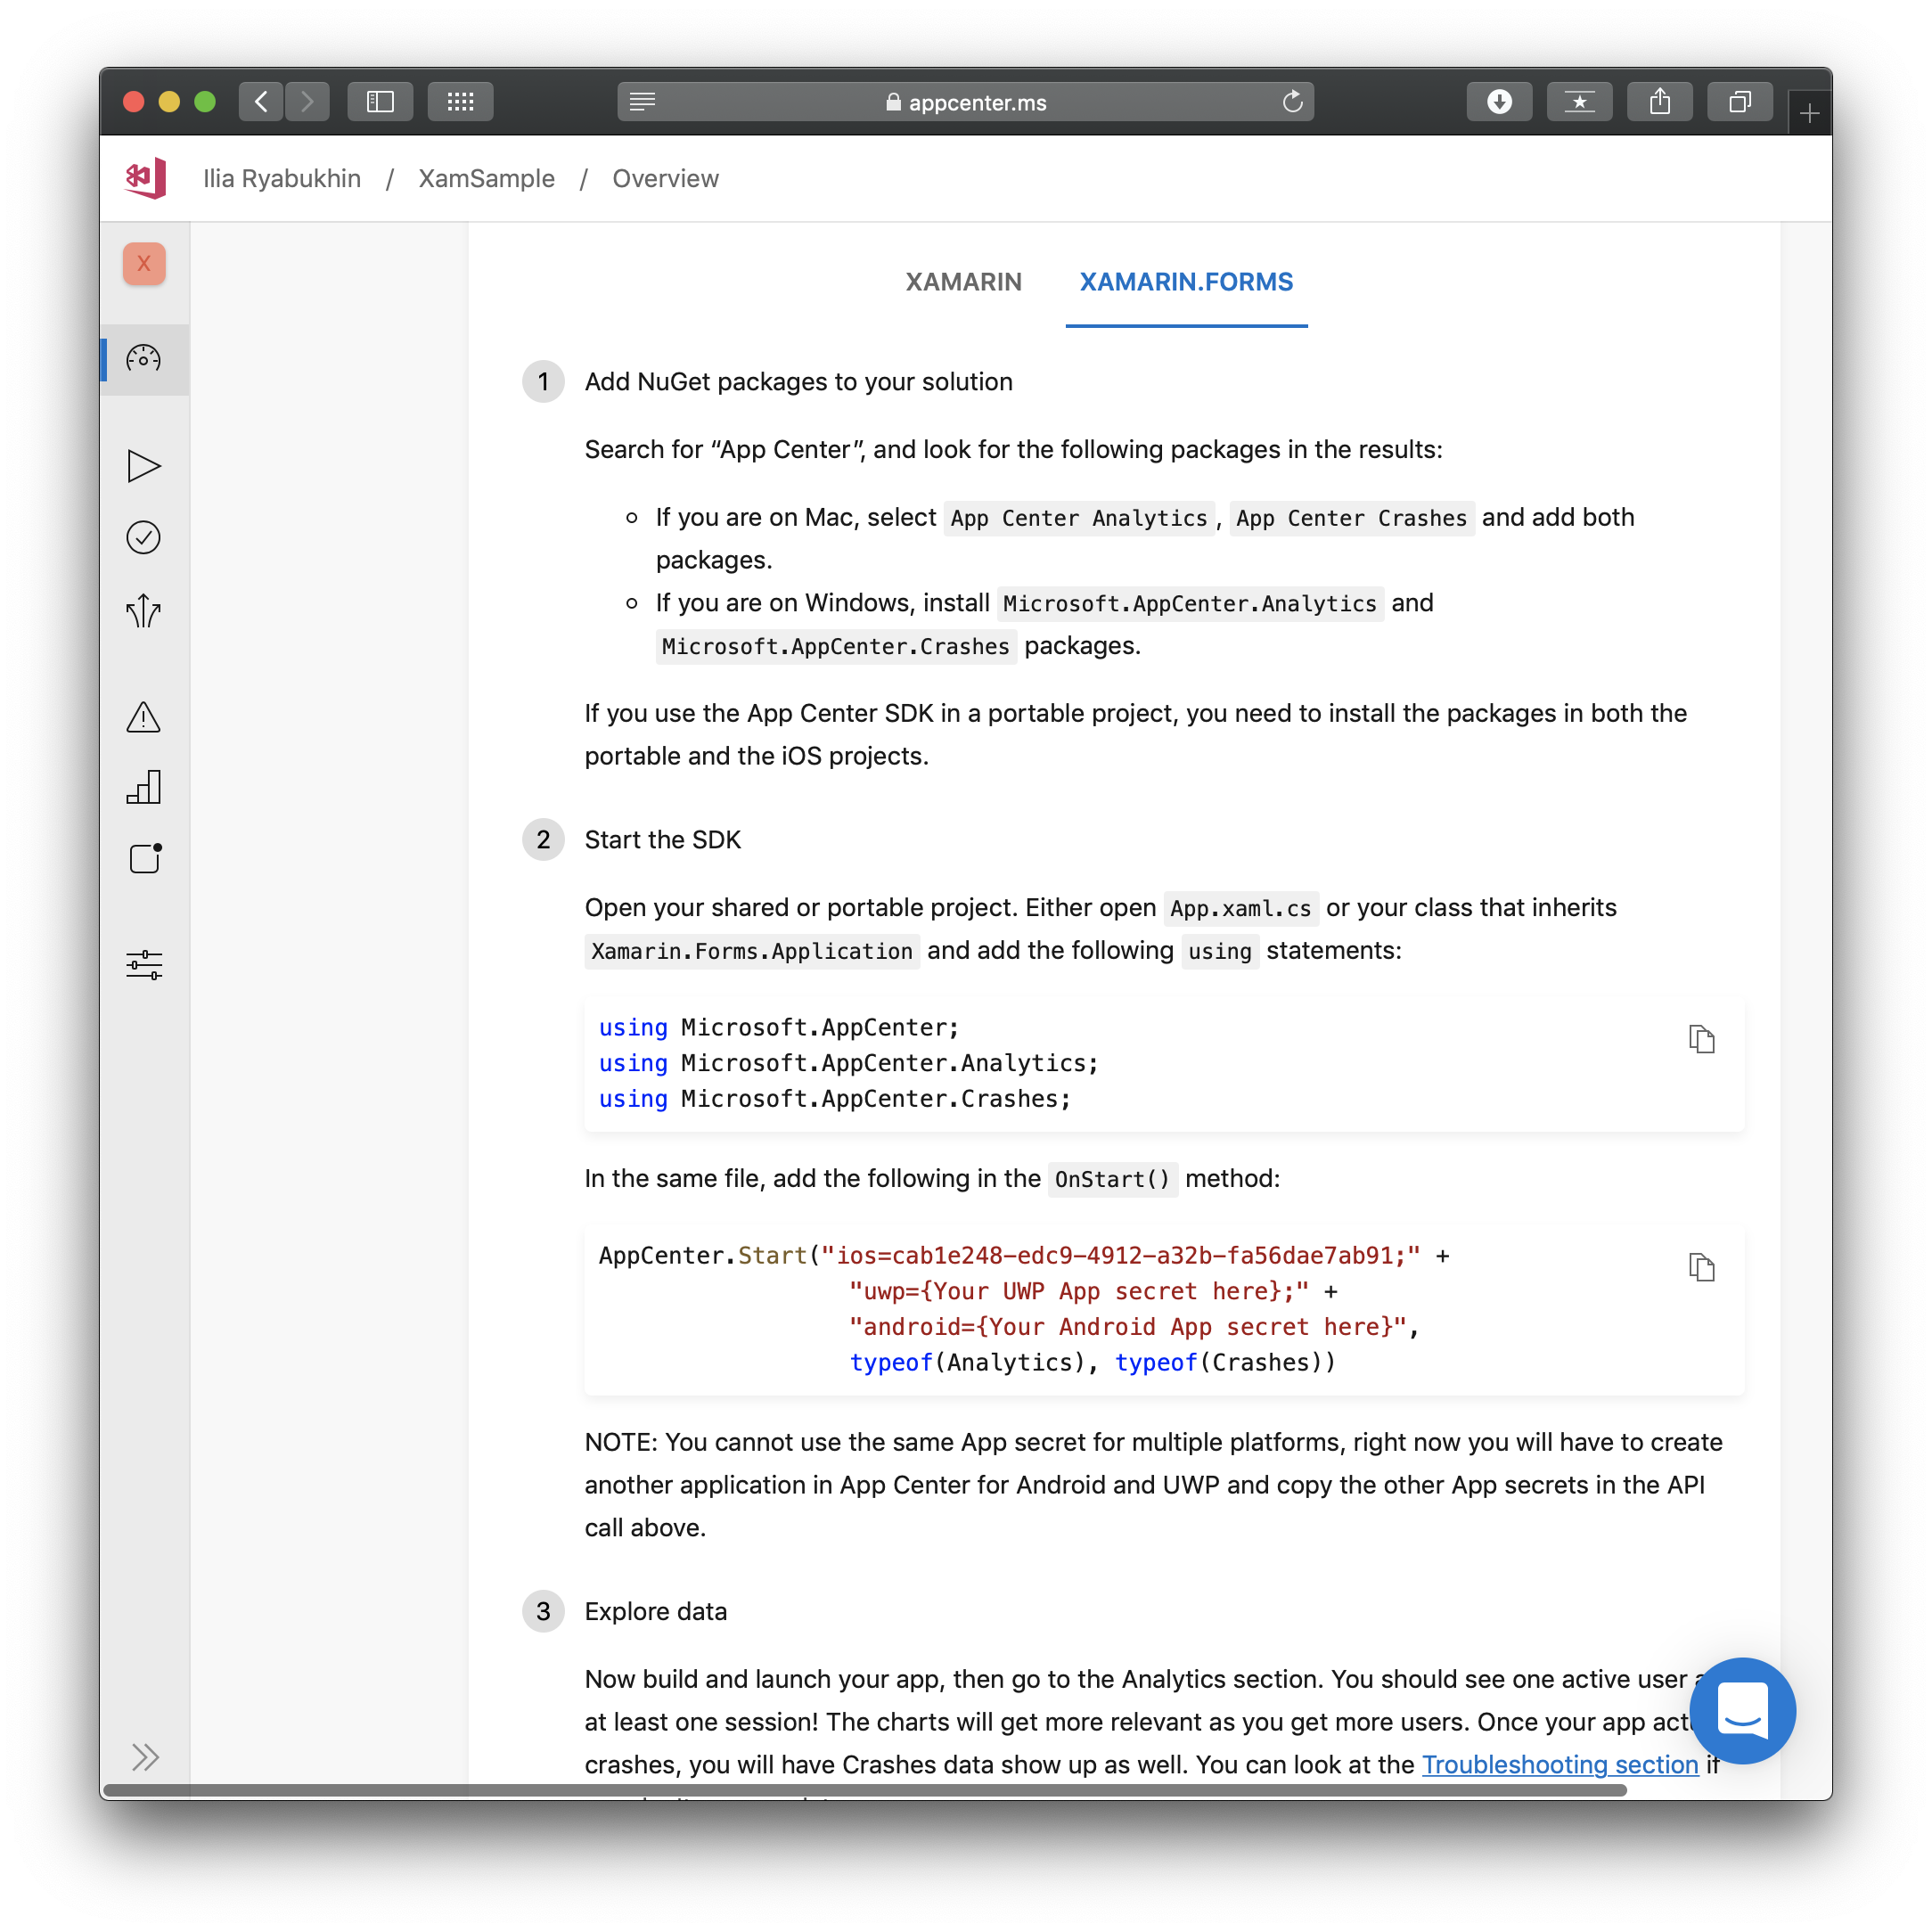 appcenter.ms
Ilia Ryabukhin / XamSample / Overview
X
XAMARIN XAMARIN.FORMS
1 Add NuGet packages to your solution
Search for “App Center”, and look for the following packages in the results:
If you are on Mac, select App Center Analytics, App Center Crashes and add both
packages.
If you are on Windows, install Microsoft.AppCenter.Analytics and
Microsoft.AppCenter.Crashes packages.
If you use the App Center SDK in a portable project, you need to install the packages in both the
portable and the iOS projects.
2 Start the SDK
Open your shared or portable project. Either open App.xaml.cs or your class that inherits
Xamarin.Forms.Application and add the following using statements:
using Microsoft.AppCenter;
using Microsoft.AppCenter.Analytics;
using Microsoft.AppCenter.Crashes;
In the same file, add the following in the OnStart() method:
AppCenter.Start("ios=cab1e248-edc9-4912-a32b-fa56dae7ab91;" +
"uwp={Your UWP App secret here};" +
"android={Your Android App secret here}",
typeof(Analytics), typeof(Crashes))
NOTE: You cannot use the same App secret for multiple platforms, right now you will have to create
another application in App Center for Android and UWP and copy the other App secrets in the API
call above.
3 Explore data
Now build and launch your app, then go to the Analytics section. You should see one active user
at least one session! The charts will get more relevant as you get more users. Once your app
crashes, you will have Crashes data show up as well. You can look at the Troubleshooting section if